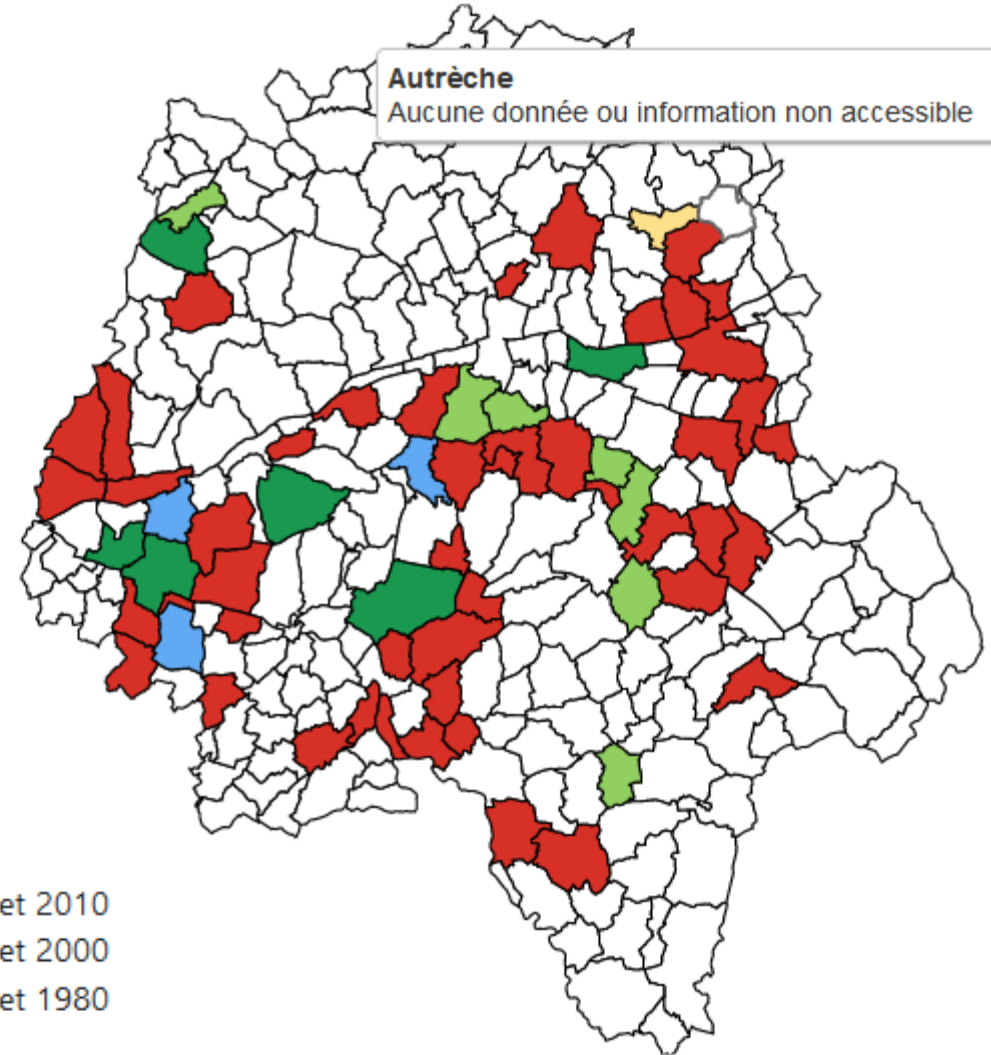 Autrèche
Aucune donnée ou information non accessible
et 2010
et 2000
et 1980